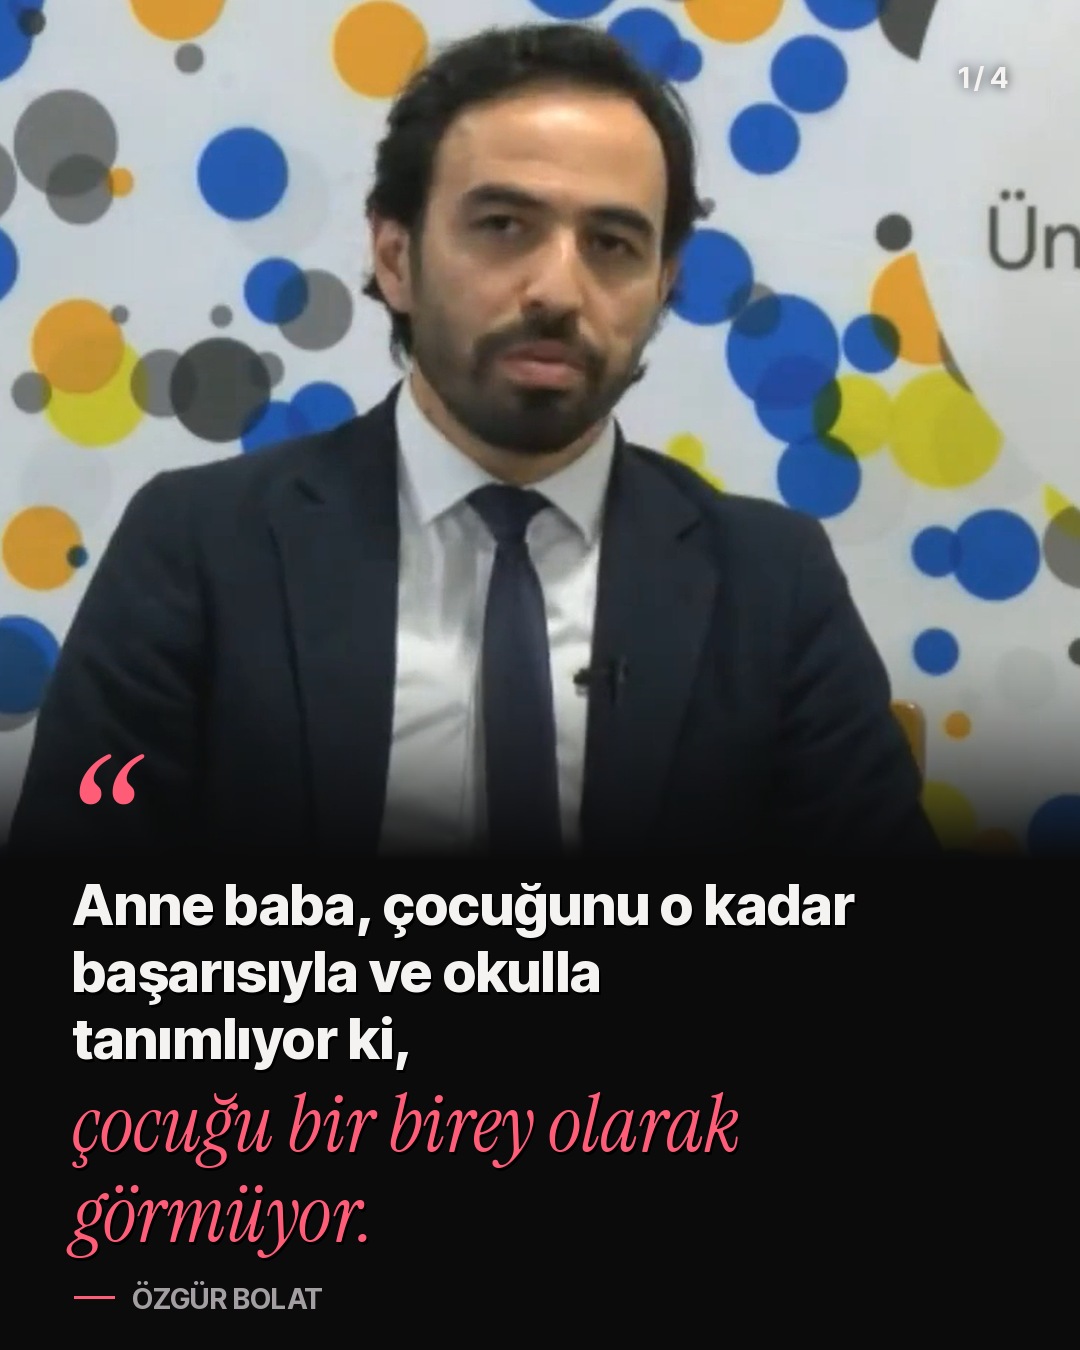 1/4
Ün
“
Anne baba, çocuğunu o kadar
başarısıyla ve okulla
tanımlıyor ki,
çocuğu bir birey olarak
görmüyor.
— ÖZGÜR BOLAT